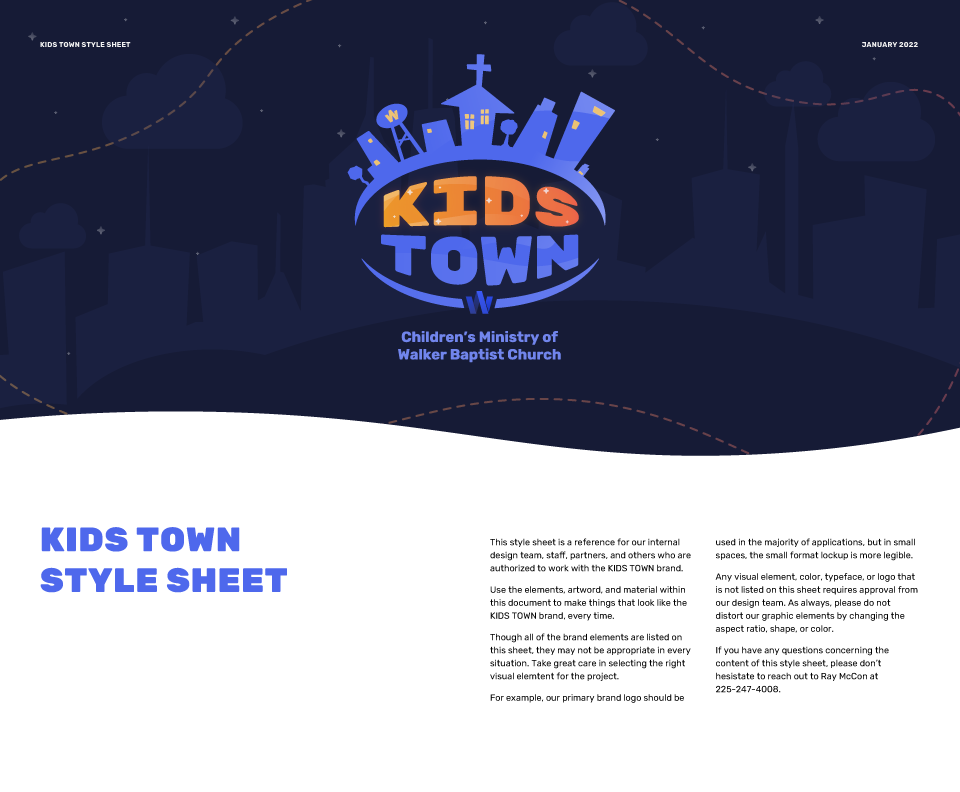 KIDS TOWN STYLE SHEET
JANUARY 2022
W
KIDS
TOWN
W
Children's Ministry of
Walker Baptist Church
KIDS TOWN
STYLE SHEET
This style sheet is a reference for our internal
design team, staff, partners, and others who are
authorized to work with the KIDS TOWN brand.
Use the elements, artword, and material within
this document to make things that look like the
KIDS TOWN brand, every time.
Though all of the brand elements are listed on
this sheet, they may not be appropriate in every
situation. Take great care in selecting the right
visual elemtent for the project.
For example, our primary brand logo should be
used in the majority of applications, but in small
spaces, the small format lockup is more legible.
Any visual element, color, typeface, or logo that
is not listed on this sheet requires approval from
our design team. As always, please do not
distort our graphic elements by changing the
aspect ratio, shape, or color.
If you have any questions concerning the
content of this style sheet, please don't
hesistate to reach out to Ray McCon at
225-247-4008.